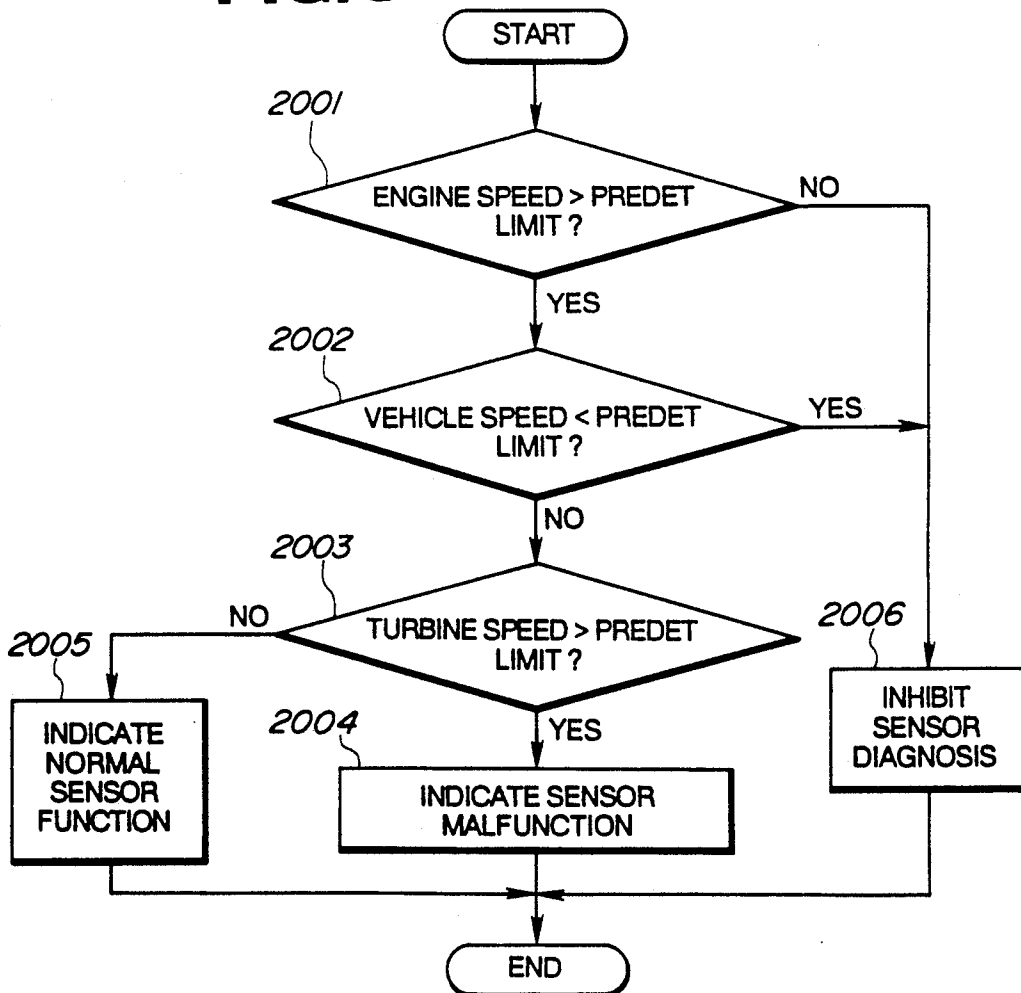 START
2001
ENGINE SPEED > PREDET
LIMIT ?
NO
YES
2002
VEHICLE SPEED < PREDET
LIMIT ?
YES
NO
2003
TURBINE SPEED > PREDET
LIMIT ?
NO
YES
2005
INDICATE
NORMAL
SENSOR
FUNCTION
2004
INDICATE SENSOR
MALFUNCTION
2006
INHIBIT
SENSOR
DIAGNOSIS
END